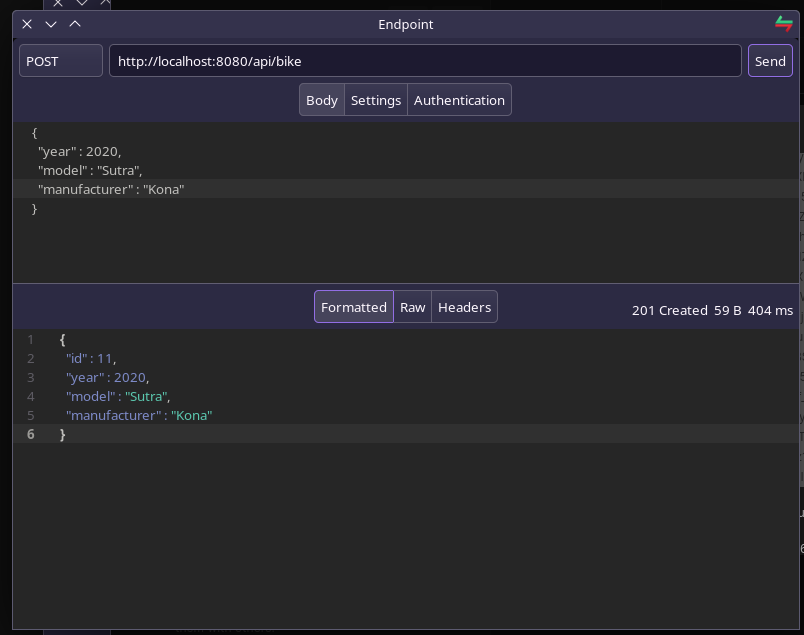 Endpoint
POST http://localhost:8080/api/bike Send
Body Settings Authentication
{
"year" : 2020,
"model" : "Sutra",
"manufacturer" : "Kona"
}
Formatted Raw Headers 201 Created 59 B 404 ms
1 {
2 "id" : 11,
3 "year" : 2020,
4 "model" : "Sutra",
5 "manufacturer" : "Kona"
6 }